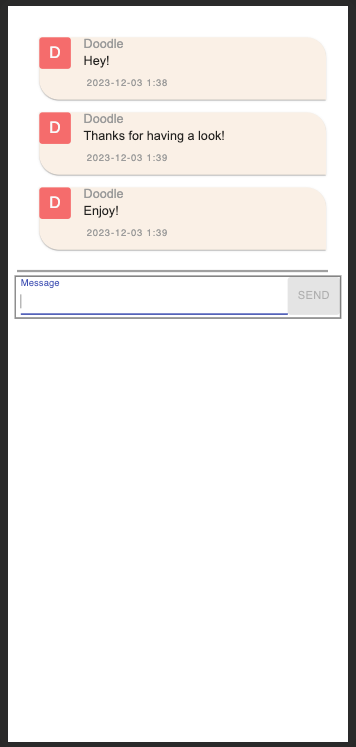 Doodle
D
Hey!
2023-12-03 1:38
Doodle
D
Thanks for having a look!
2023-12-03 1:39
Doodle
D
Enjoy!
2023-12-03 1:39
Message
SEND